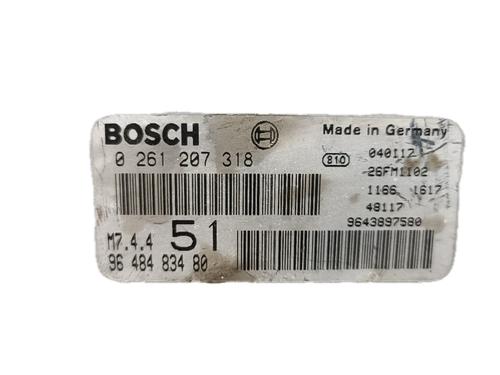 BOSCH
Made in Germany
0 261 207 318
810
040112
26FM1102
1166 1617
48117
9643897580
M7.4.4
51
96 484 834 80